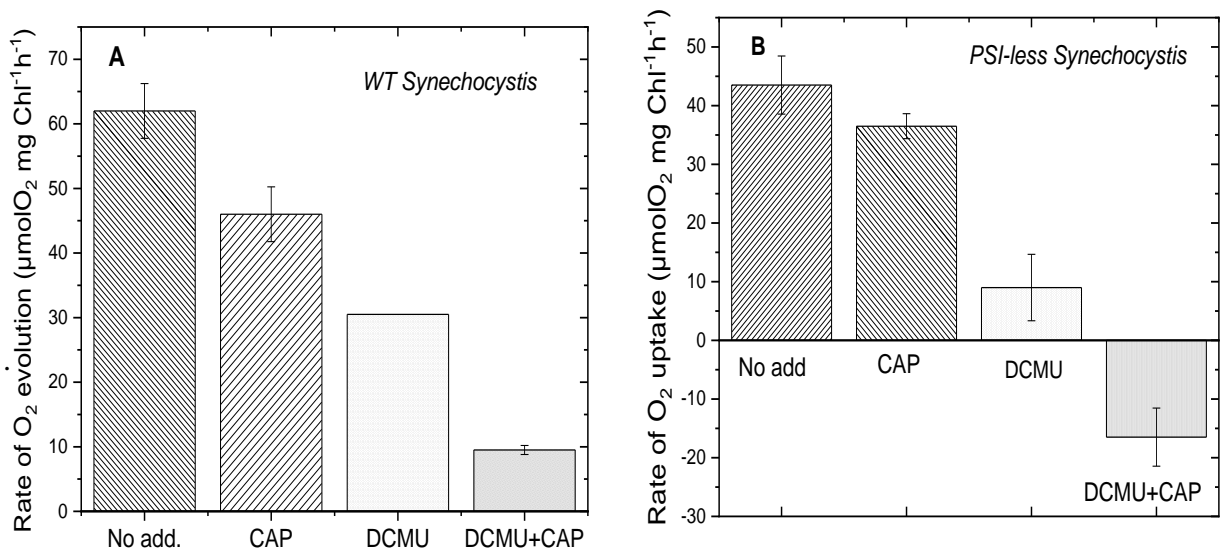 A
WT Synechocystis
Rate of O₂ evolution (µmolO₂ mg Chl⁻¹h⁻¹)
70
60
50
40
30
20
10
0
No add. CAP DCMU DCMU+CAP
B
PSI-less Synechocystis
Rate of O₂ uptake (µmolO₂ mg Chl⁻¹h⁻¹)
50
40
30
20
10
0
-10
-20
-30
No add CAP DCMU
DCMU+CAP